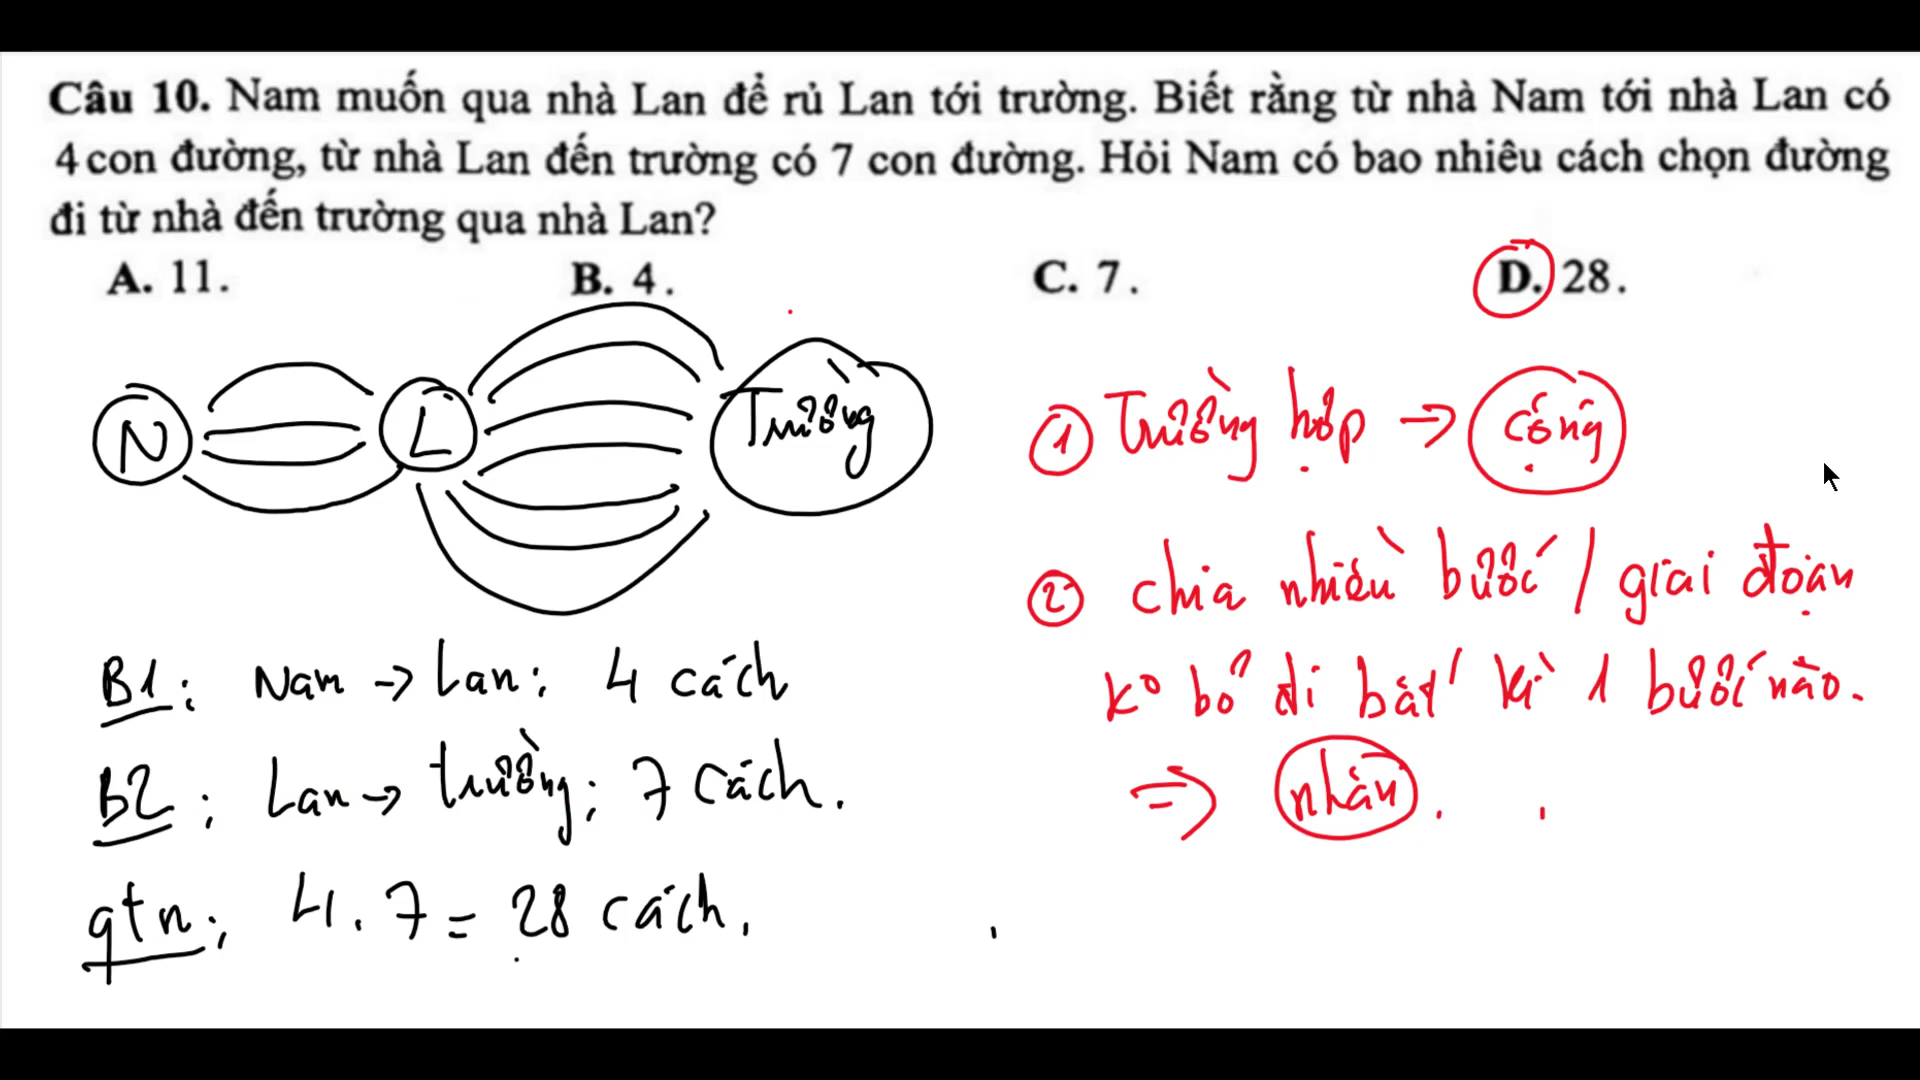 Câu 10. Nam muốn qua nhà Lan để rủ Lan tới trường. Biết rằng từ nhà Nam tới nhà Lan có
4 con đường, từ nhà Lan đến trường có 7 con đường. Hỏi Nam có bao nhiêu cách chọn đường
đi từ nhà đến trường qua nhà Lan?
A. 11. B. 4. C. 7. D. 28.
N L Trường
① Trường hợp → cộng
② chia nhiều bước / giai đoạn
ko bỏ đi bất kì 1 bước nào.
⇒ nhân.
B1: Nam → Lan: 4 cách
B2: Lan → trường: 7 cách.
qtn: 4.7 = 28 cách.